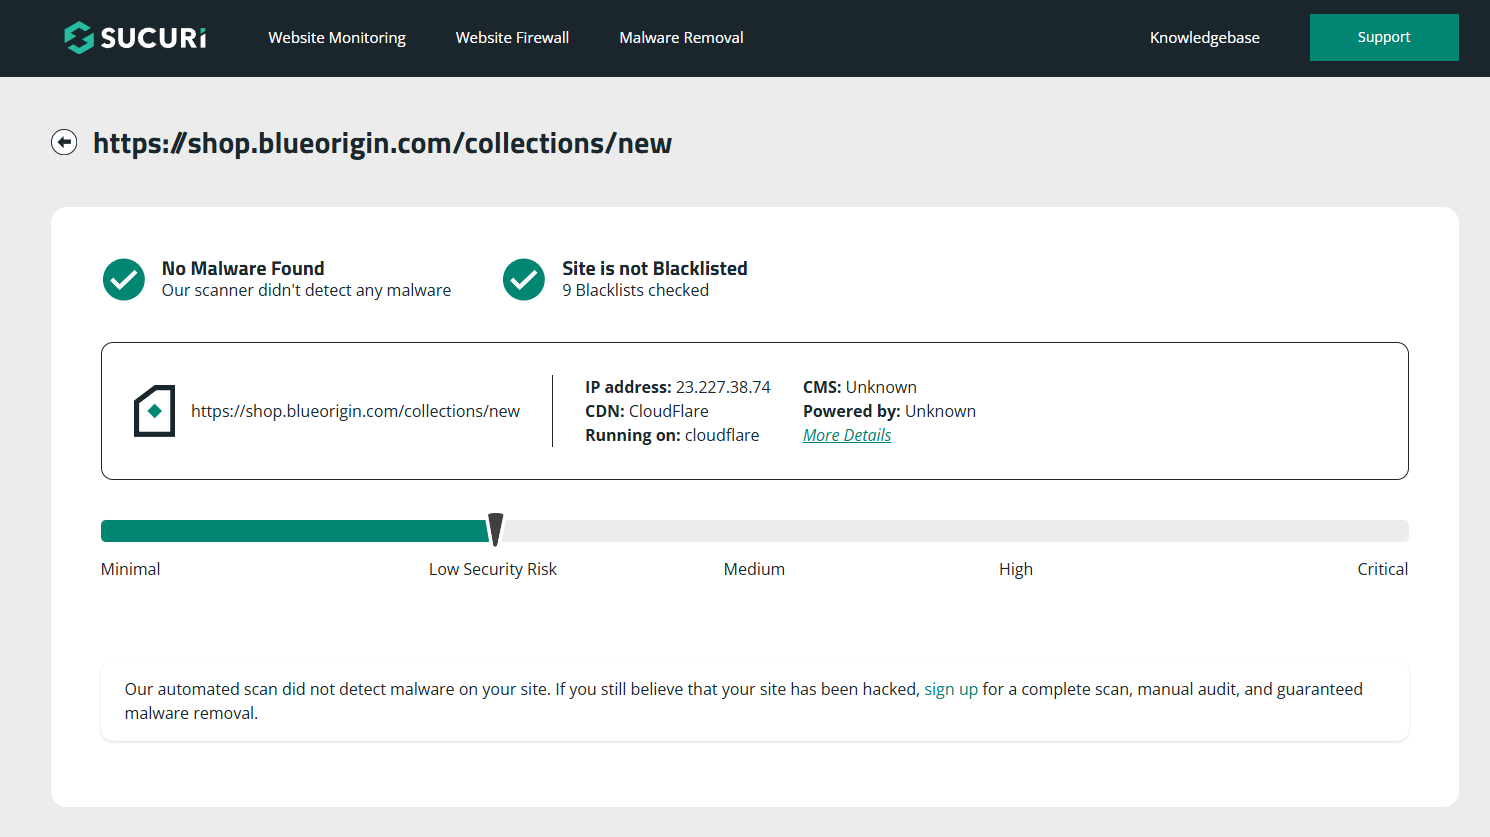 SUCURi
Website Monitoring
Website Firewall
Malware Removal
Knowledgebase
Support
https://shop.blueorigin.com/collections/new
No Malware Found
Our scanner didn't detect any malware
Site is not Blacklisted
9 Blacklists checked
https://shop.blueorigin.com/collections/new
IP address: 23.227.38.74
CDN: CloudFlare
Running on: cloudflare
CMS: Unknown
Powered by: Unknown
More Details
Minimal
Low Security Risk
Medium
High
Critical
Our automated scan did not detect malware on your site. If you still believe that your site has been hacked, sign up for a complete scan, manual audit, and guaranteed
malware removal.